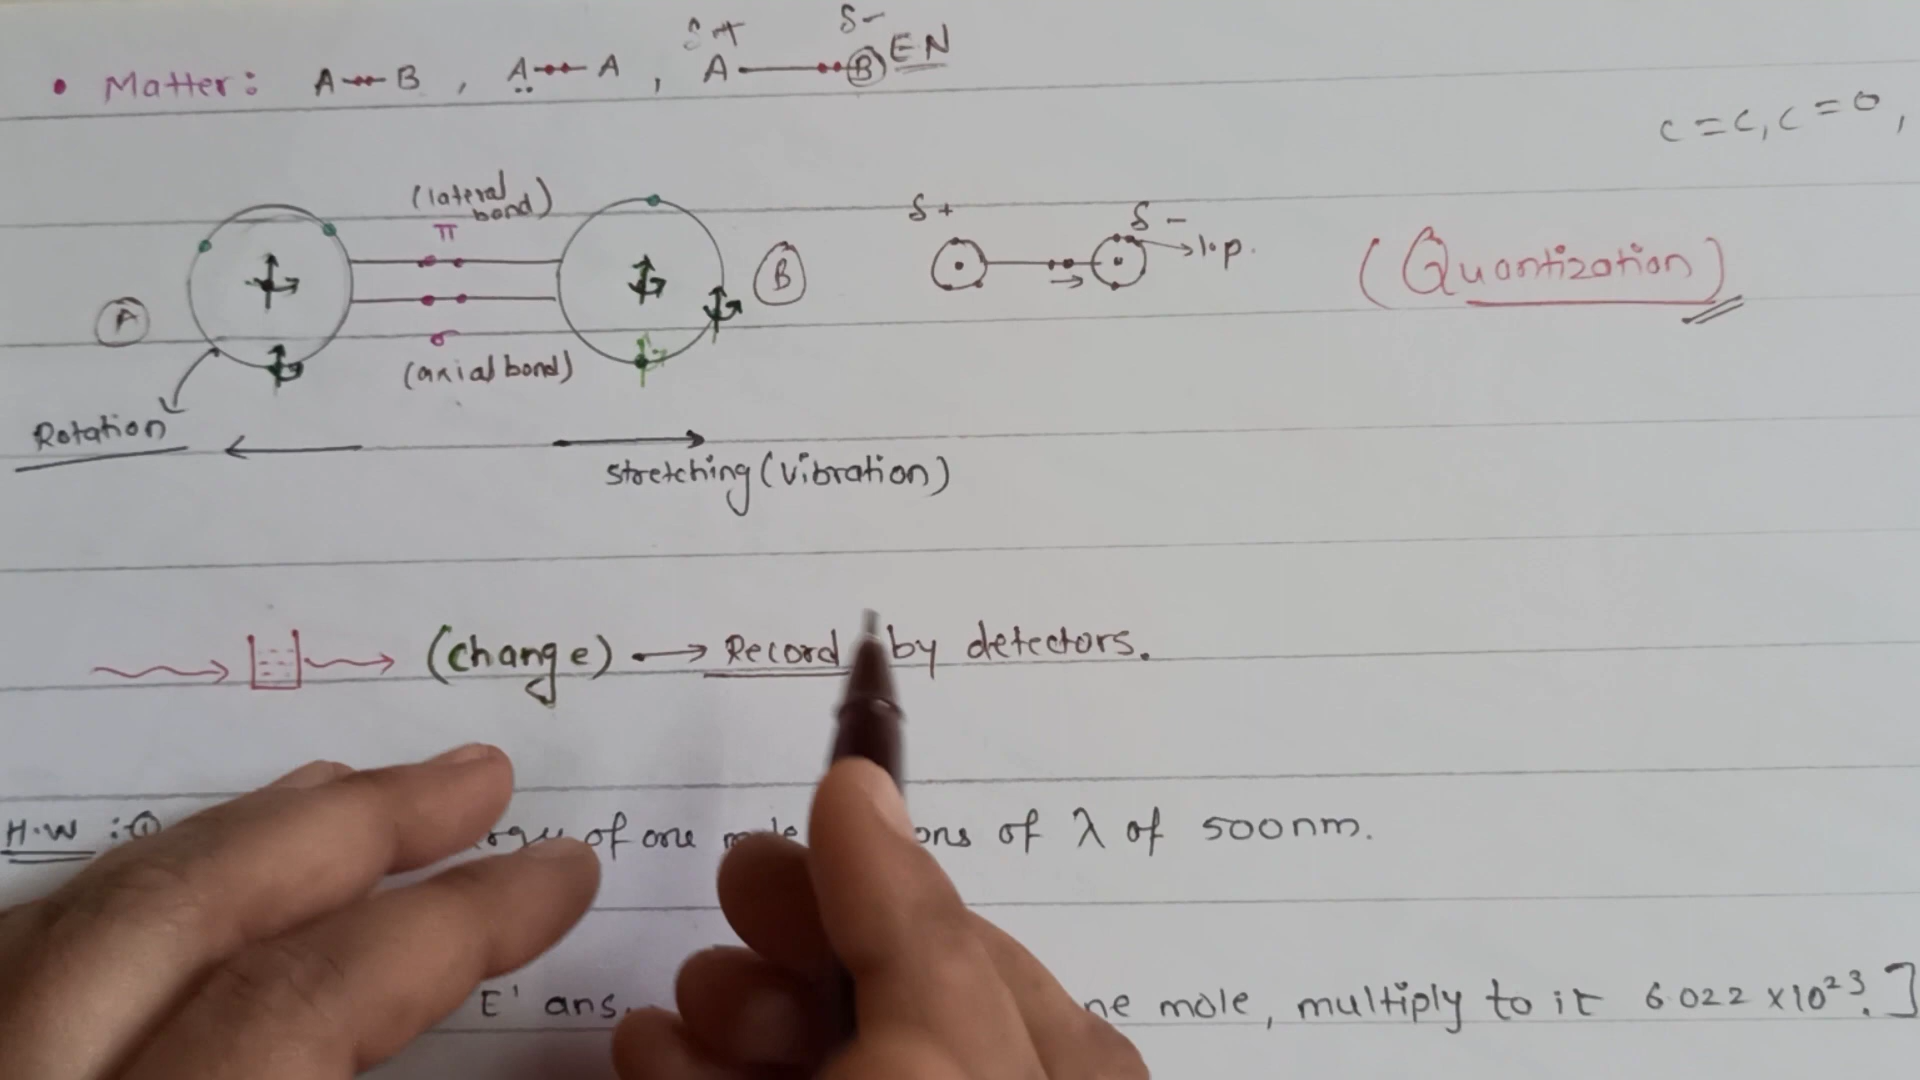 • Matter: A••B , A••A , A••B EN
δ+ δ-
c=c, c=o,
(lateral bond)
π
A
B
σ
(axial bond)
δ+ δ- l.p.
(Quantization)
Rotation
Stretching (Vibration)
(change) → Record by detectors.
H.W :① of one ons of λ of 500nm.
E' ans. ne mole, multiply to it 6.022 x10²³.]